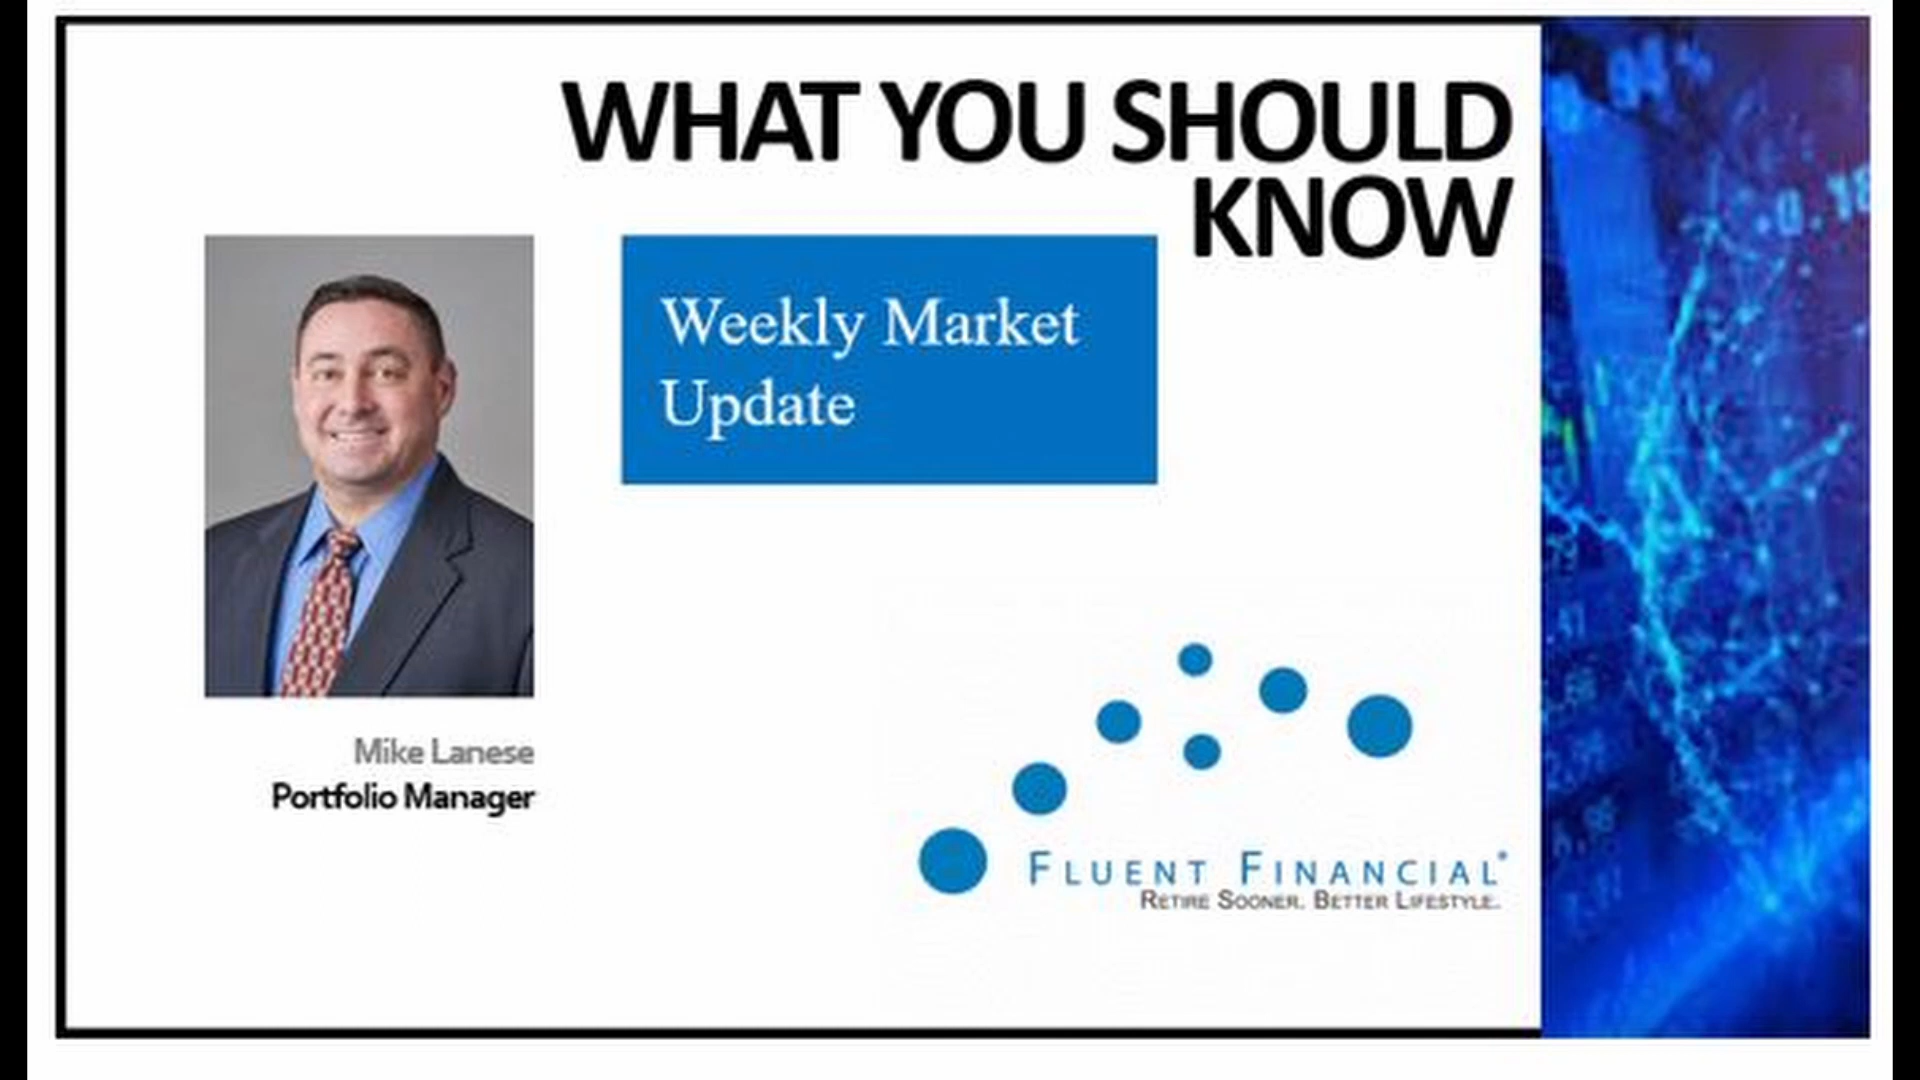 WHAT YOU SHOULD
KNOW
Weekly Market
Update
Mike Lanese
Portfolio Manager
FLUENT FINANCIAL
RETIRE SOONER. BETTER LIFESTYLE.